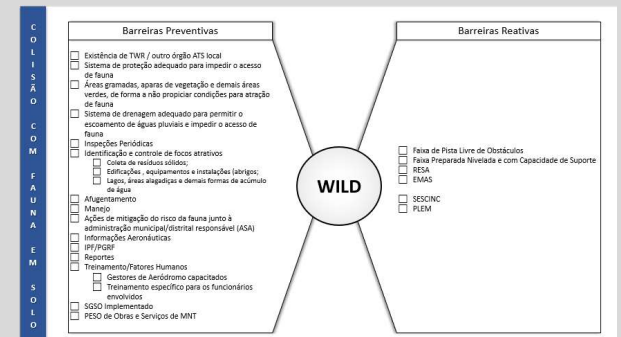 COLISÃO COM FAUNA EM SOLO
Barreiras Preventivas
Existência de TWR / outro órgão ATS local
Sistema de proteção adequado para impedir o acesso
de fauna
Áreas gramadas, aparas de vegetação e demais áreas
verdes, de forma a não propiciar condições para atração
de fauna
Sistema de drenagem adequado para permitir o
escoamento de águas pluviais e impedir o acesso de
fauna
Inspeções Periódicas
Identificação e controle de focos atrativos
Coleta de resíduos sólidos;
Edificações , equipamentos e instalações (abrigos;
Lagos, áreas alagadiças e demais formas de acúmulo
de água
Afugentamento
Manejo
Ações de mitigação do risco da fauna junto à
administração municipal/distrital responsável (ASA)
Informações Aeronáuticas
IPF/PGRF
Reportes
Treinamento/Fatores Humanos
Gestores de Aeródromo capacitados
Treinamento específico para os funcionários
envolvidos
SGSO Implementado
PESO de Obras e Serviços de MNT
WILD
Barreiras Reativas
Faixa de Pista Livre de Obstáculos
Faixa Preparada Nivelada e com Capacidade de Suporte
RESA
EMAS
SESCINC
PLEM